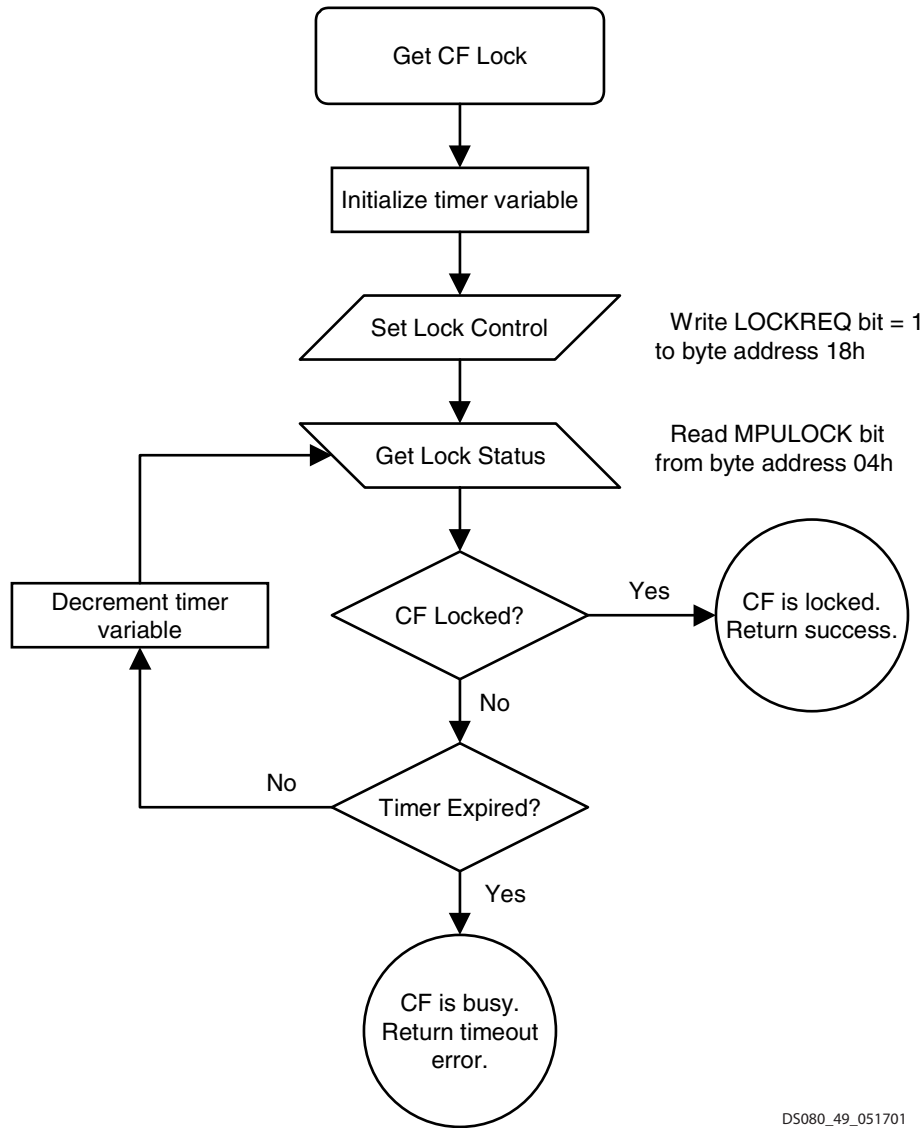 Get CF Lock
Initialize timer variable
Set Lock Control
Write LOCKREQ bit = 1
to byte address 18h
Get Lock Status
Read MPULOCK bit
from byte address 04h
Decrement timer
variable
CF Locked?
Yes
CF is locked.
Return success.
No
Timer Expired?
No
Yes
CF is busy.
Return timeout
error.
DS080_49_051701